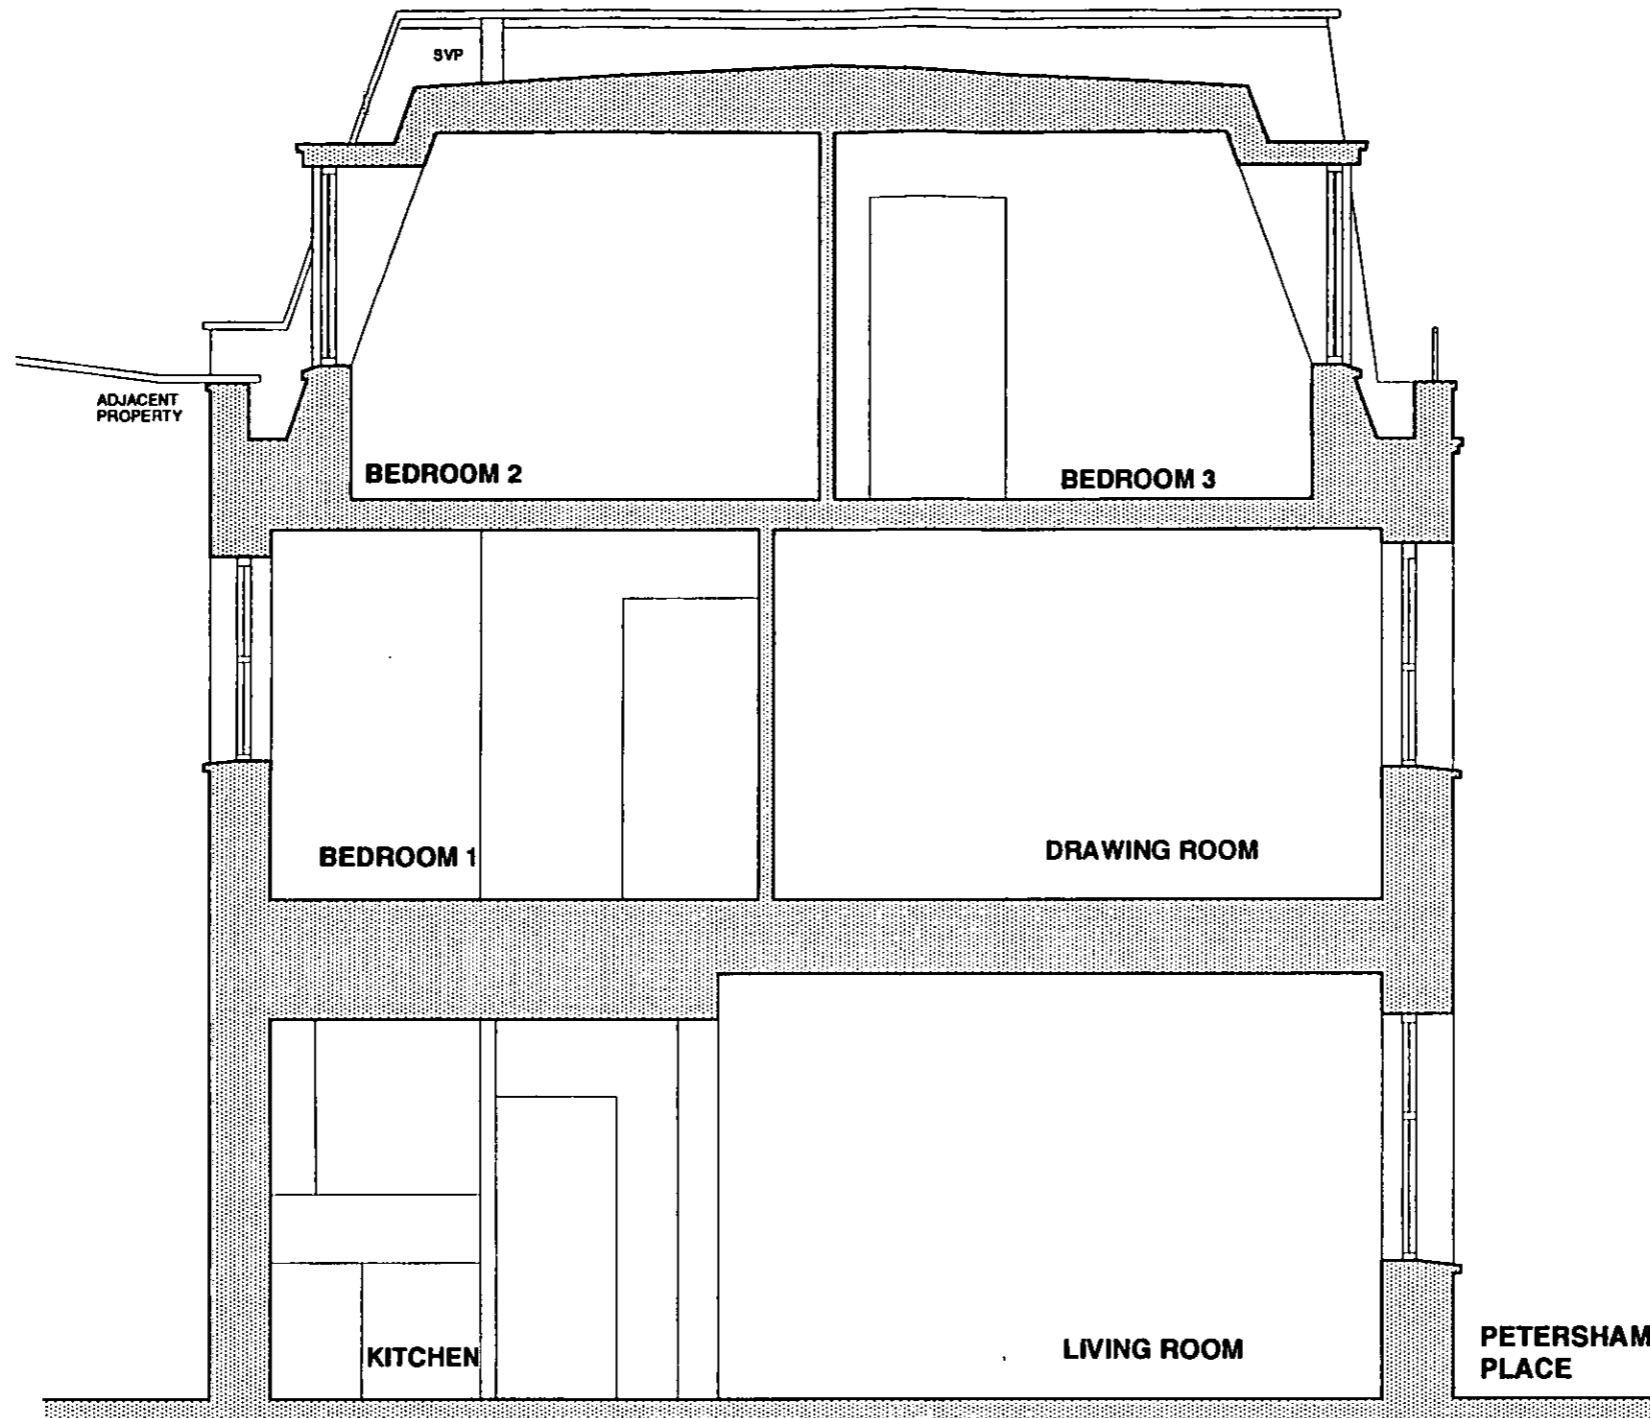 SVP
ADJACENT
PROPERTY
BEDROOM 2
BEDROOM 3
BEDROOM 1
DRAWING ROOM
KITCHEN
LIVING ROOM
PETERSHAM
PLACE